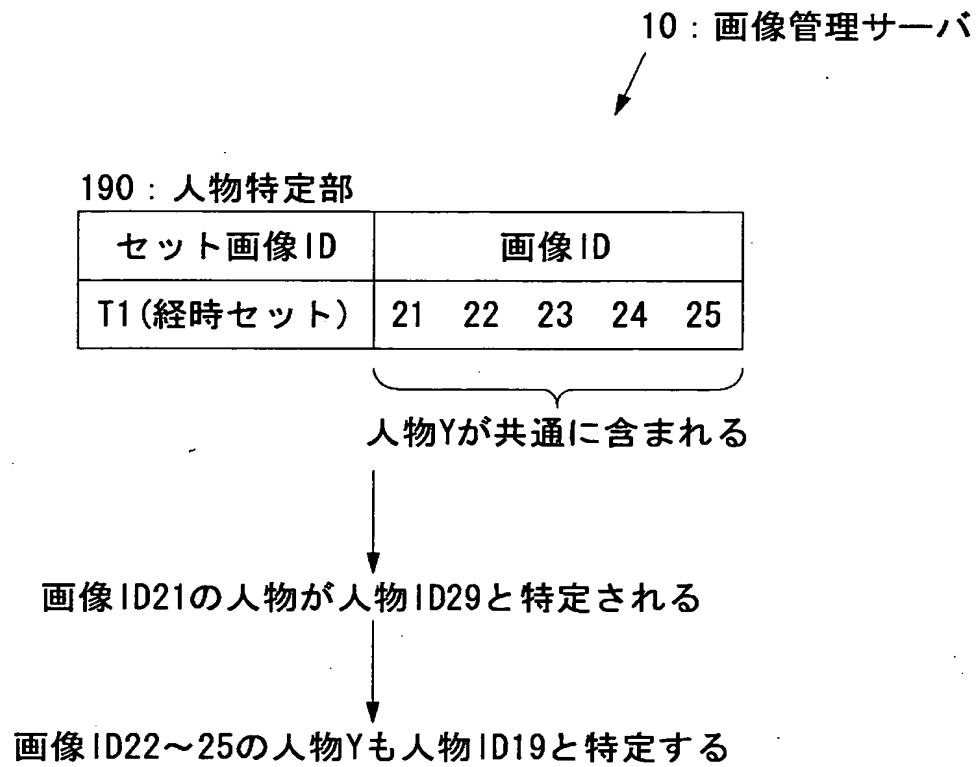 10：画像管理サーバ
190：人物特定部
セット画像ID 画像ID
T1(経時セット) 21 22 23 24 25
人物Yが共通に含まれる
画像ID21の人物が人物ID29と特定される
画像ID22～25の人物Yも人物ID19と特定する